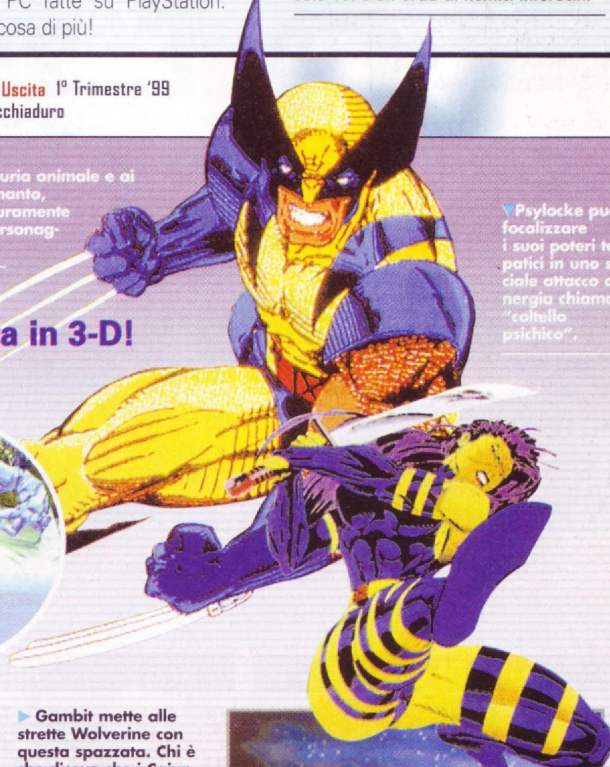 PC fatte su PlayStation.
cosa di più!
Uscita 1° Trimestre '99
cchiaduro
uria animale e ai
manto,
uramente
ersonag-
a in 3-D!
Psylocke pu
focalizzare
i suoi poteri te
patici in uno s
ciale attacco d
nergia chiama
"coltello
psichico".
Gambit mette alle
strette Wolverine con
questa spazzata. Chi è